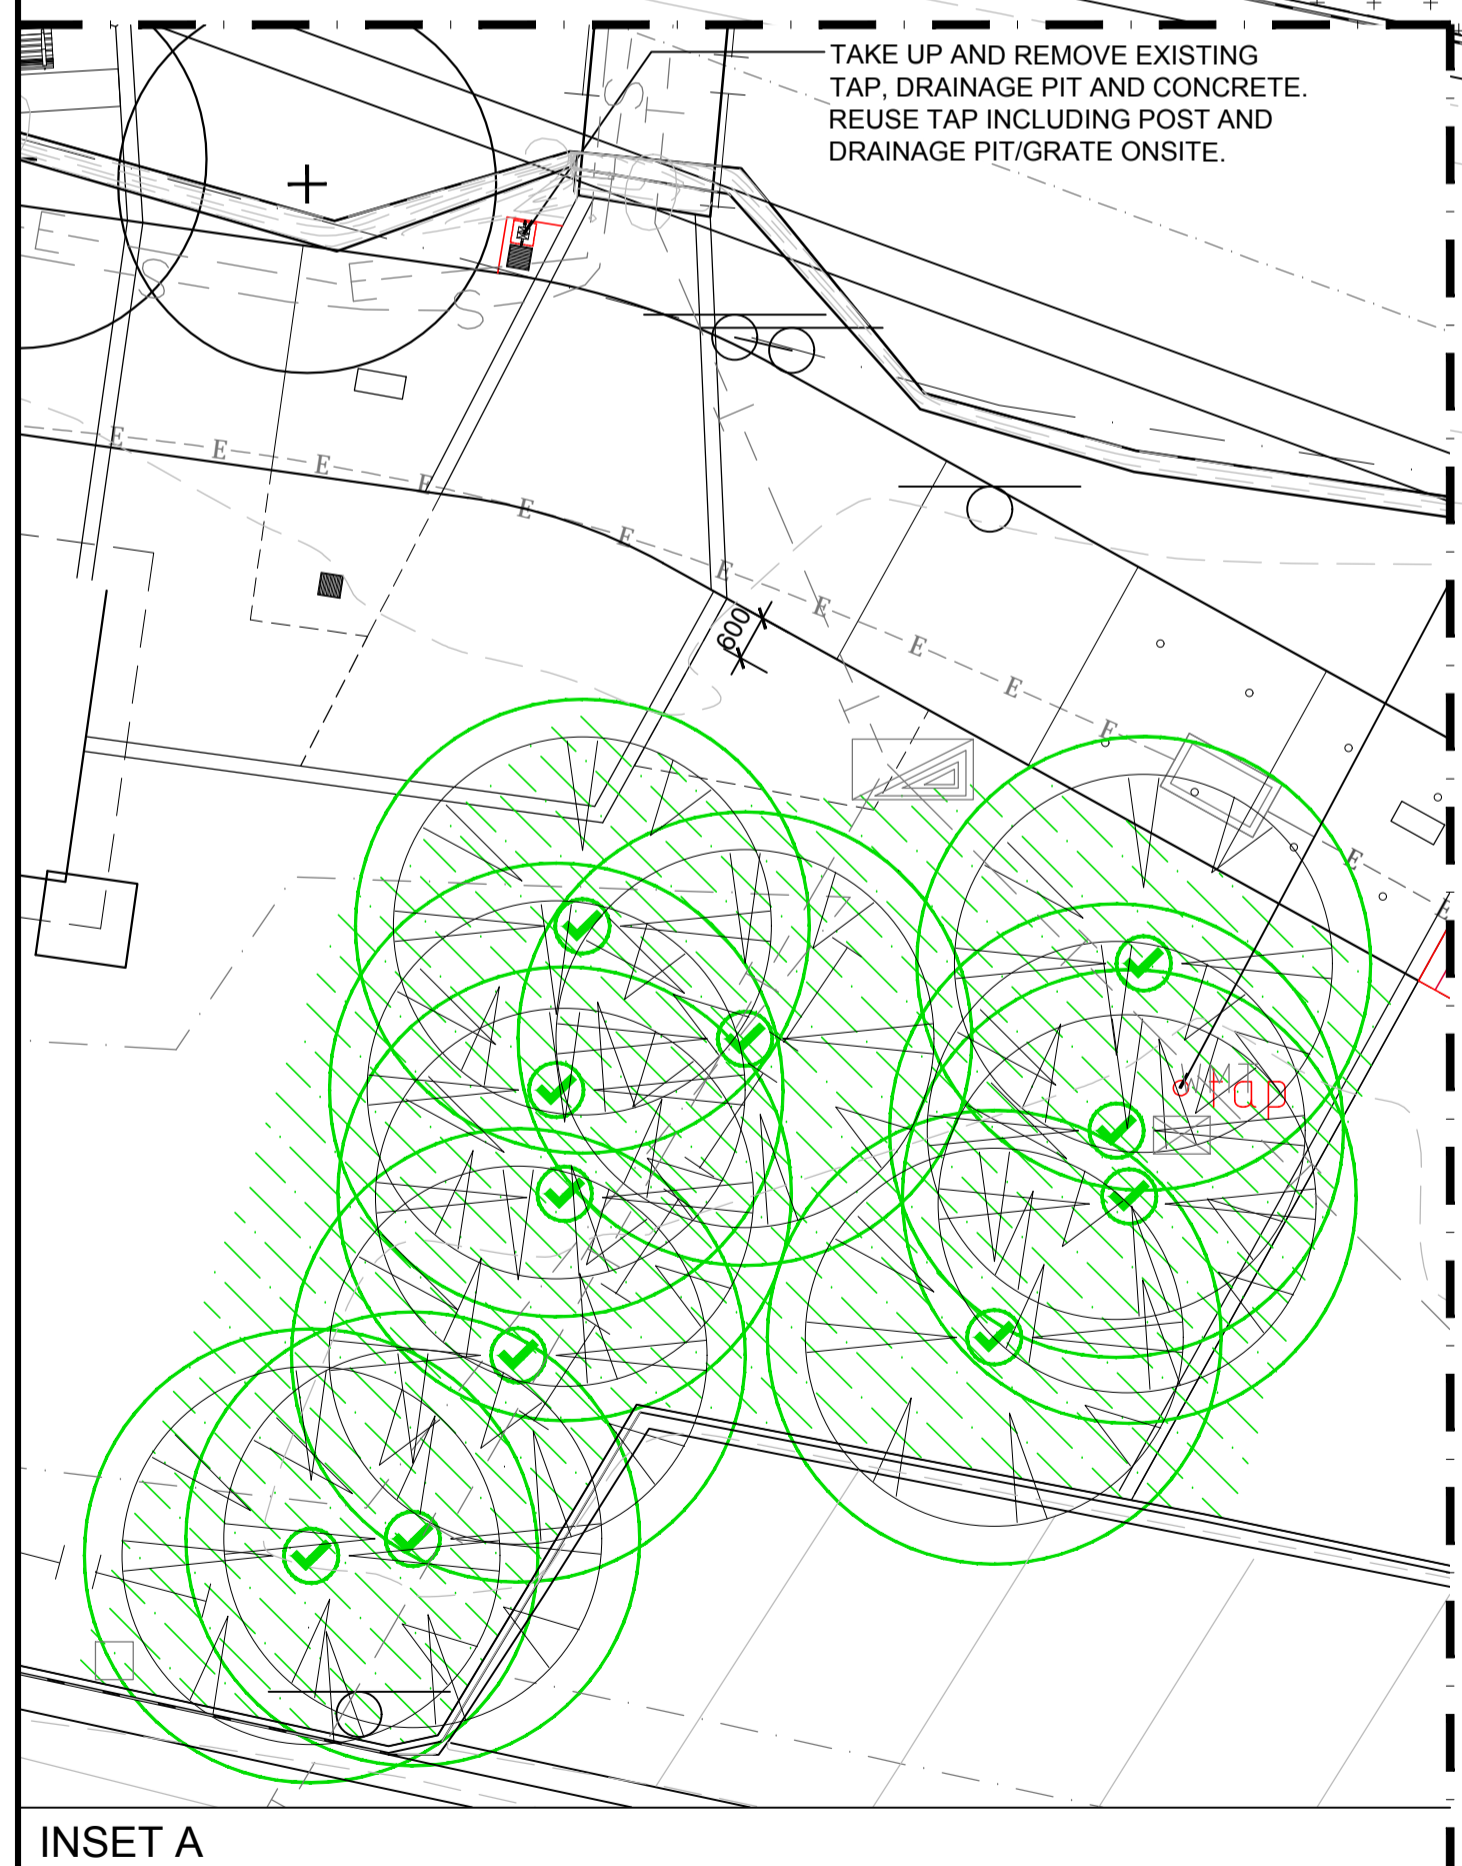 TAKE UP AND REMOVE EXISTING
TAP, DRAINAGE PIT AND CONCRETE.
REUSE TAP INCLUDING POST AND
DRAINAGE PIT/GRATE ONSITE.
S
S
E
S
E
E
E
E
E
E
E
E
E
E
E
E
E
600
WMT
tap
INSET A